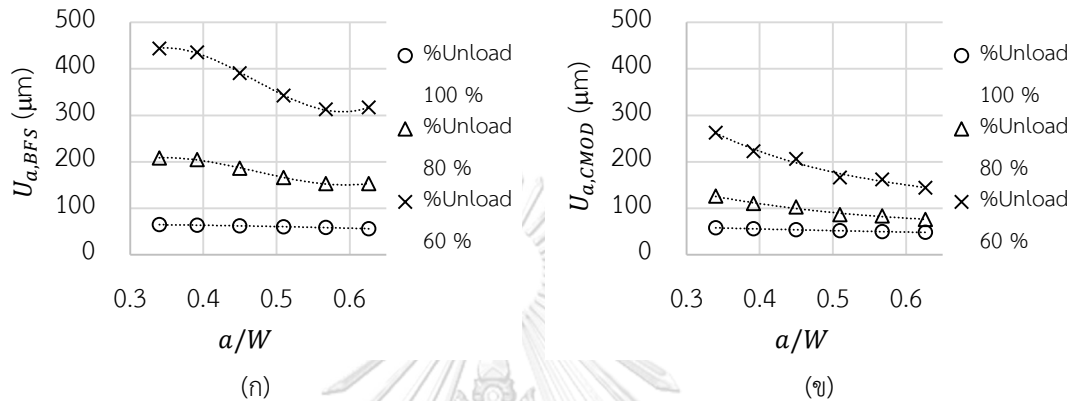 500
400
300
200
100
0
U_{a,BFS} (μm)
0.3 0.4 0.5 0.6
a/W
%Unload
100 %
%Unload
80 %
%Unload
60 %
(ก)
500
400
300
200
100
0
U_{a,CMOD} (μm)
0.3 0.4 0.5 0.6
a/W
%Unload
100 %
%Unload
80 %
%Unload
60 %
(ข)